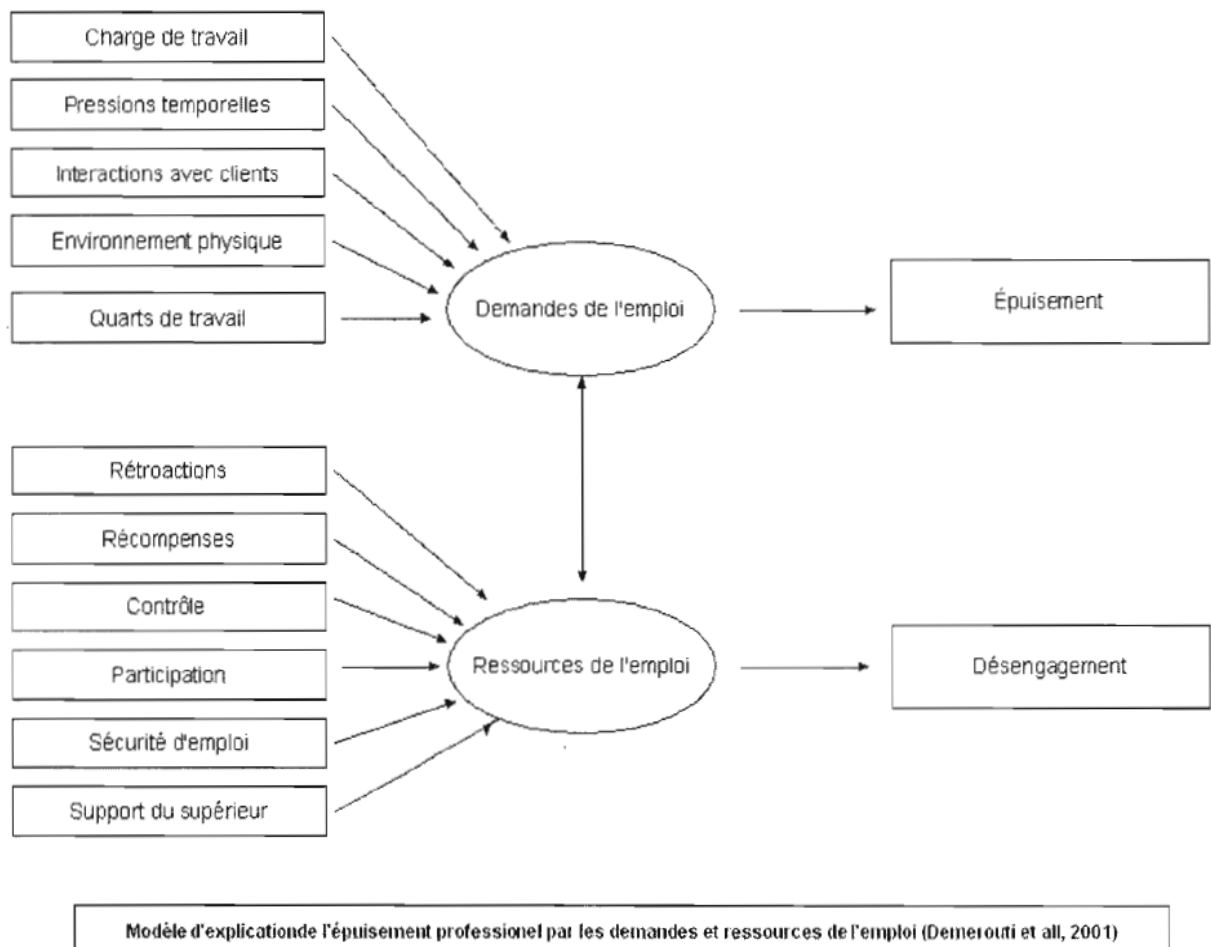 Charge de travail
Pressions temporelles
Interactions avec clients
Environnement physique
Quarts de travail
Demandes de l'emploi
Épuisement
Rétroactions
Récompenses
Contrôle
Participation
Sécurité d'emploi
Support du supérieur
Ressources de l'emploi
Désengagement
Modèle d'explicationde l'épuisement professionel par les demandes et ressources de l'emploi (Demerouti et all, 2001)